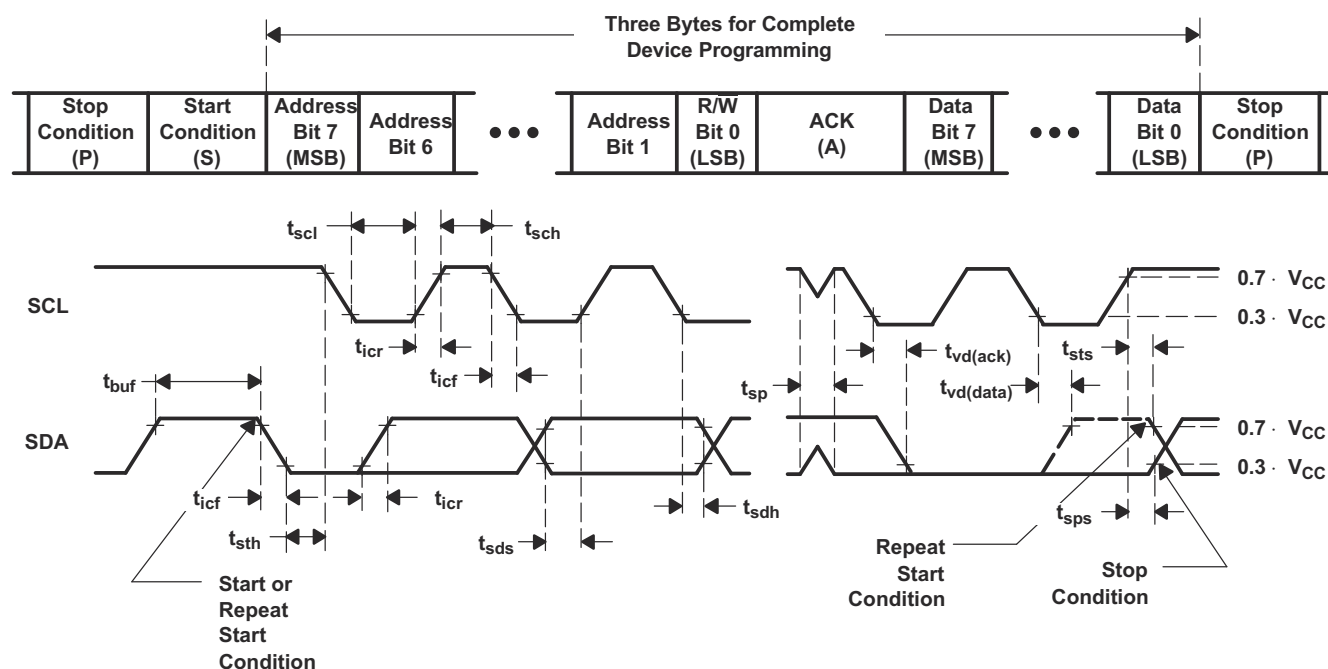 Three Bytes for Complete
Device Programming
Stop
Condition
(P)
Start
Condition
(S)
Address
Bit 7
(MSB)
Address
Bit 6
•••
Address
Bit 1
R/W̅
Bit 0
(LSB)
ACK
(A)
Data
Bit 7
(MSB)
•••
Data
Bit 0
(LSB)
Stop
Condition
(P)
tscl
tsch
SCL
0.7 · VCC
0.3 · VCC
ticr
ticf
tvd(ack)
tsts
tbuf
tsp
tvd(data)
SDA
0.7 · VCC
0.3 · VCC
ticf
ticr
tsdh
tsps
tsth
tsds
Start or
Repeat
Start
Condition
Repeat
Start
Condition
Stop
Condition